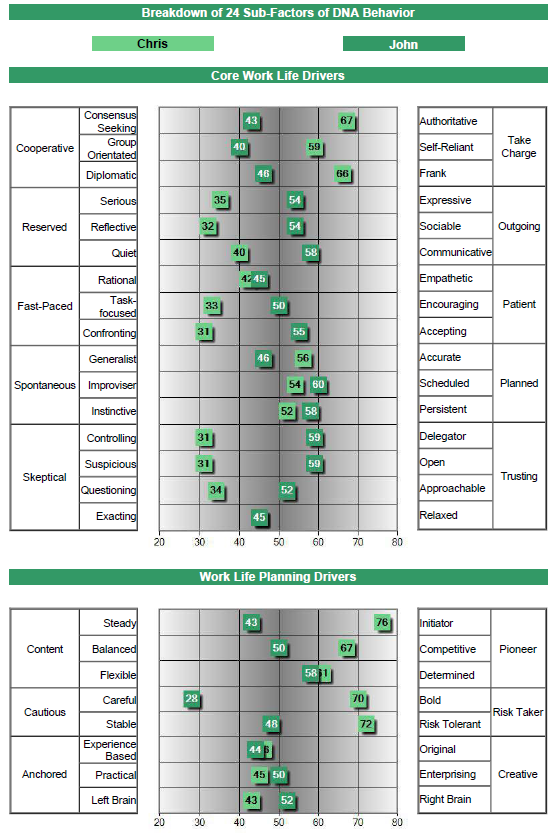 Breakdown of 24 Sub-Factors of DNA Behavior
Chris John
Core Work Life Drivers
Cooperative
Consensus
Seeking
43 67
Authoritative
Take
Charge
Group
Orientated
40 59
Self-Reliant
Diplomatic
46 66
Frank
Reserved
Serious
35 54
Expressive
Outgoing
Reflective
32 54
Sociable
Quiet
40 58
Communicative
Fast-Paced
Rational
42 45
Empathetic
Patient
Task-
focused
33 50
Encouraging
Confronting
31 55
Accepting
Spontaneous
Generalist
46 56
Accurate
Planned
Improviser
54 60
Scheduled
Instinctive
52 58
Persistent
Skeptical
Controlling
31 59
Delegator
Trusting
Suspicious
31 59
Open
Questioning
34 52
Approachable
Exacting
45
Relaxed
20 30 40 50 60 70 80
Work Life Planning Drivers
Content
Steady
43 76
Initiator
Pioneer
Balanced
50 67
Competitive
Flexible
58
Determined
Cautious
Careful
28 70
Bold
Risk Taker
Stable
48 72
Risk Tolerant
Anchored
Experience
Based
44
Original
Creative
Practical
45 50
Enterprising
Left Brain
43 52
Right Brain
20 30 40 50 60 70 80